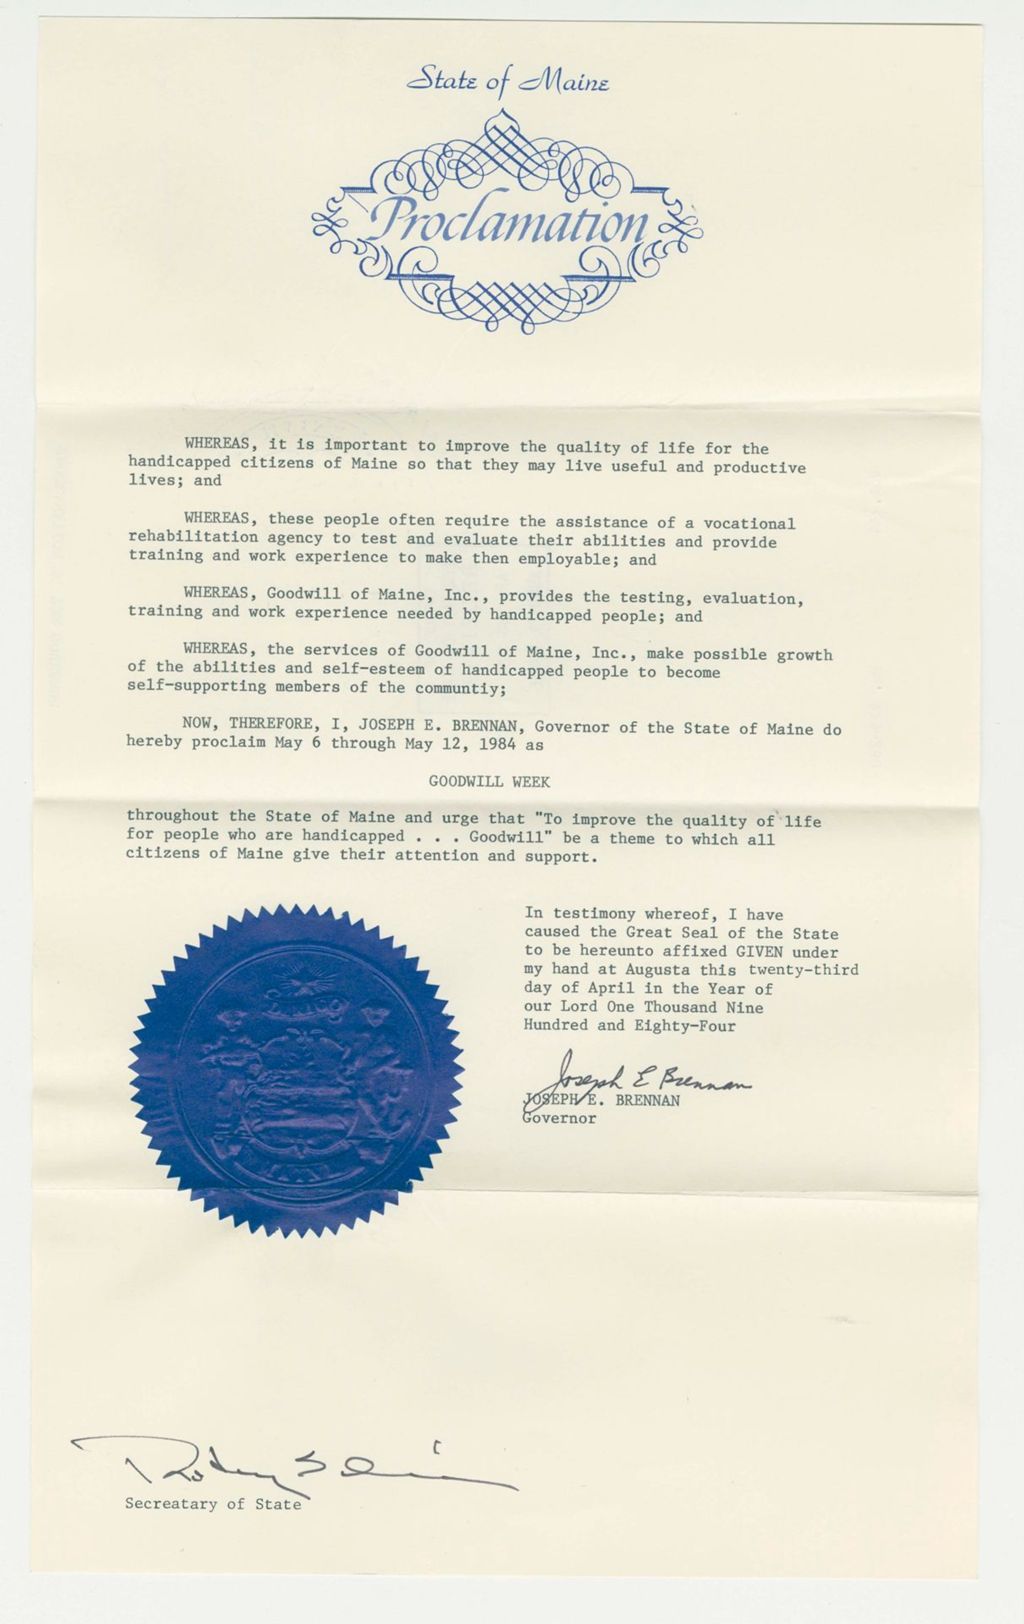 State of Maine
Proclamation
WHEREAS, it is important to improve the quality of life for the
handicapped citizens of Maine so that they may live useful and productive
lives; and
WHEREAS, these people often require the assistance of a vocational
rehabilitation agency to test and evaluate their abilities and provide
training and work experience to make then employable; and
WHEREAS, Goodwill of Maine, Inc., provides the testing, evaluation,
training and work experience needed by handicapped people; and
WHEREAS, the services of Goodwill of Maine, Inc., make possible growth
of the abilities and self-esteem of handicapped people to become
self-supporting members of the communtiy;
NOW, THEREFORE, I, JOSEPH E. BRENNAN, Governor of the State of Maine do
hereby proclaim May 6 through May 12, 1984 as
GOODWILL WEEK
throughout the State of Maine and urge that "To improve the quality of life
for people who are handicapped . . . Goodwill" be a theme to which all
citizens of Maine give their attention and support.
In testimony whereof, I have
caused the Great Seal of the State
to be hereunto affixed GIVEN under
my hand at Augusta this twenty-third
day of April in the Year of
our Lord One Thousand Nine
Hundred and Eighty-Four
Joseph E Brennan
JOSEPH E. BRENNAN
Governor
Secreatary of State